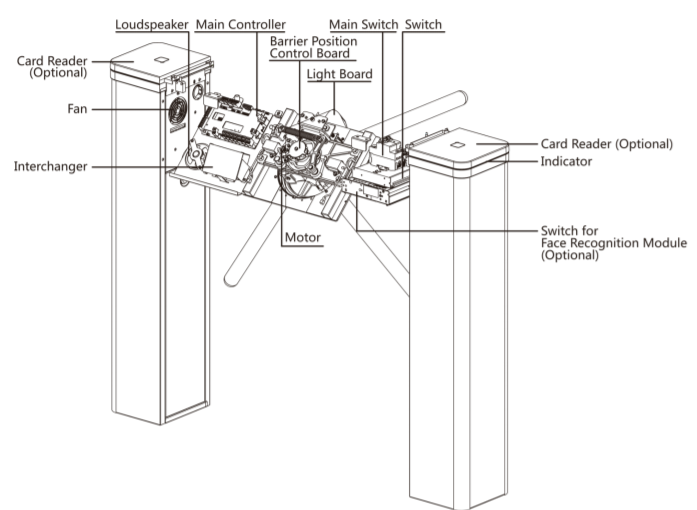 Loudspeaker
Main Controller
Main Switch
Switch
Barrier Position
Control Board
Light Board
Card Reader
(Optional)
Fan
Interchanger
Motor
Card Reader (Optional)
Indicator
Switch for
Face Recognition Module
(Optional)